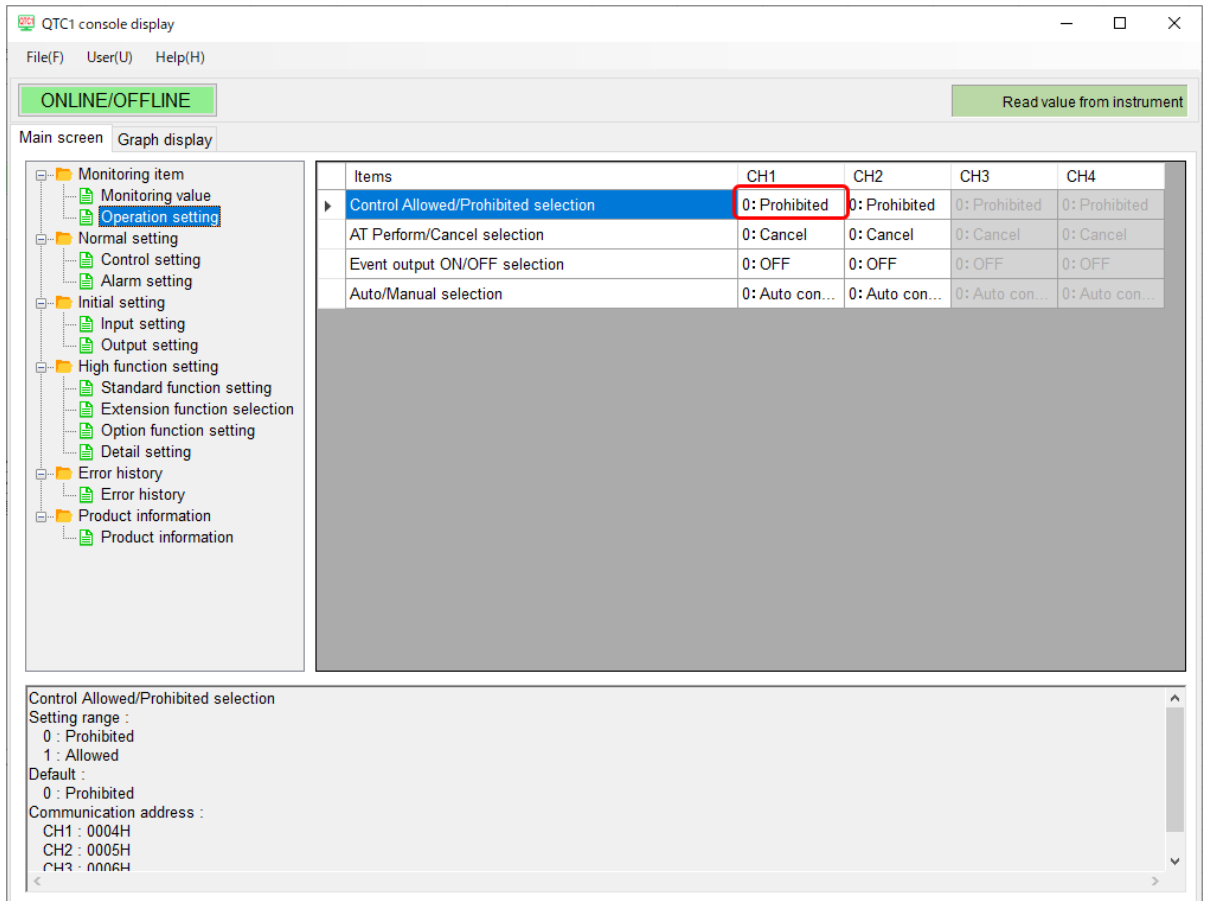 QTC1 QTC1 console display
File(F) User(U) Help(H)
ONLINE/OFFLINE Read value from instrument
Main screen Graph display
Monitoring item
Monitoring value
Operation setting
Normal setting
Control setting
Alarm setting
Initial setting
Input setting
Output setting
High function setting
Standard function setting
Extension function selection
Option function setting
Detail setting
Error history
Error history
Product information
Product information
Items CH1 CH2 CH3 CH4
Control Allowed/Prohibited selection 0: Prohibited 0: Prohibited 0: Prohibited 0: Prohibited
AT Perform/Cancel selection 0: Cancel 0: Cancel 0: Cancel 0: Cancel
Event output ON/OFF selection 0: OFF 0: OFF 0: OFF 0: OFF
Auto/Manual selection 0: Auto con... 0: Auto con... 0: Auto con... 0: Auto con...
Control Allowed/Prohibited selection
Setting range :
0 : Prohibited
1 : Allowed
Default :
0 : Prohibited
Communication address :
CH1 : 0004H
CH2 : 0005H
CH3 : 0006H